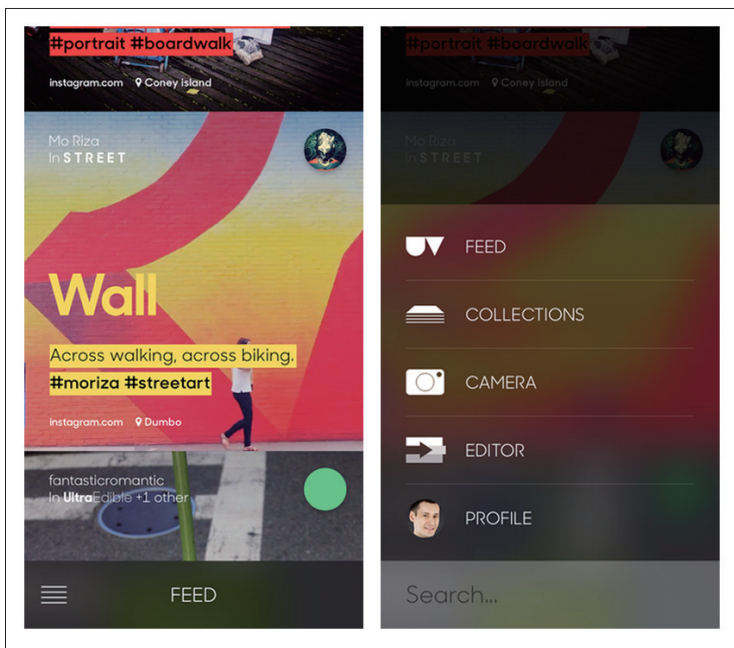 #portrait #boardwalk
instagram.com Coney island
Mo Riza
In STREET
Wall
Across walking, across biking.
#moriza #streetart
instagram.com Dumbo
fantasticromantic
In UltraEdible +1 other
FEED
#portrait #boardwalk
instagram.com Coney island
Mo Riza
In STREET
FEED
COLLECTIONS
CAMERA
EDITOR
PROFILE
Search...